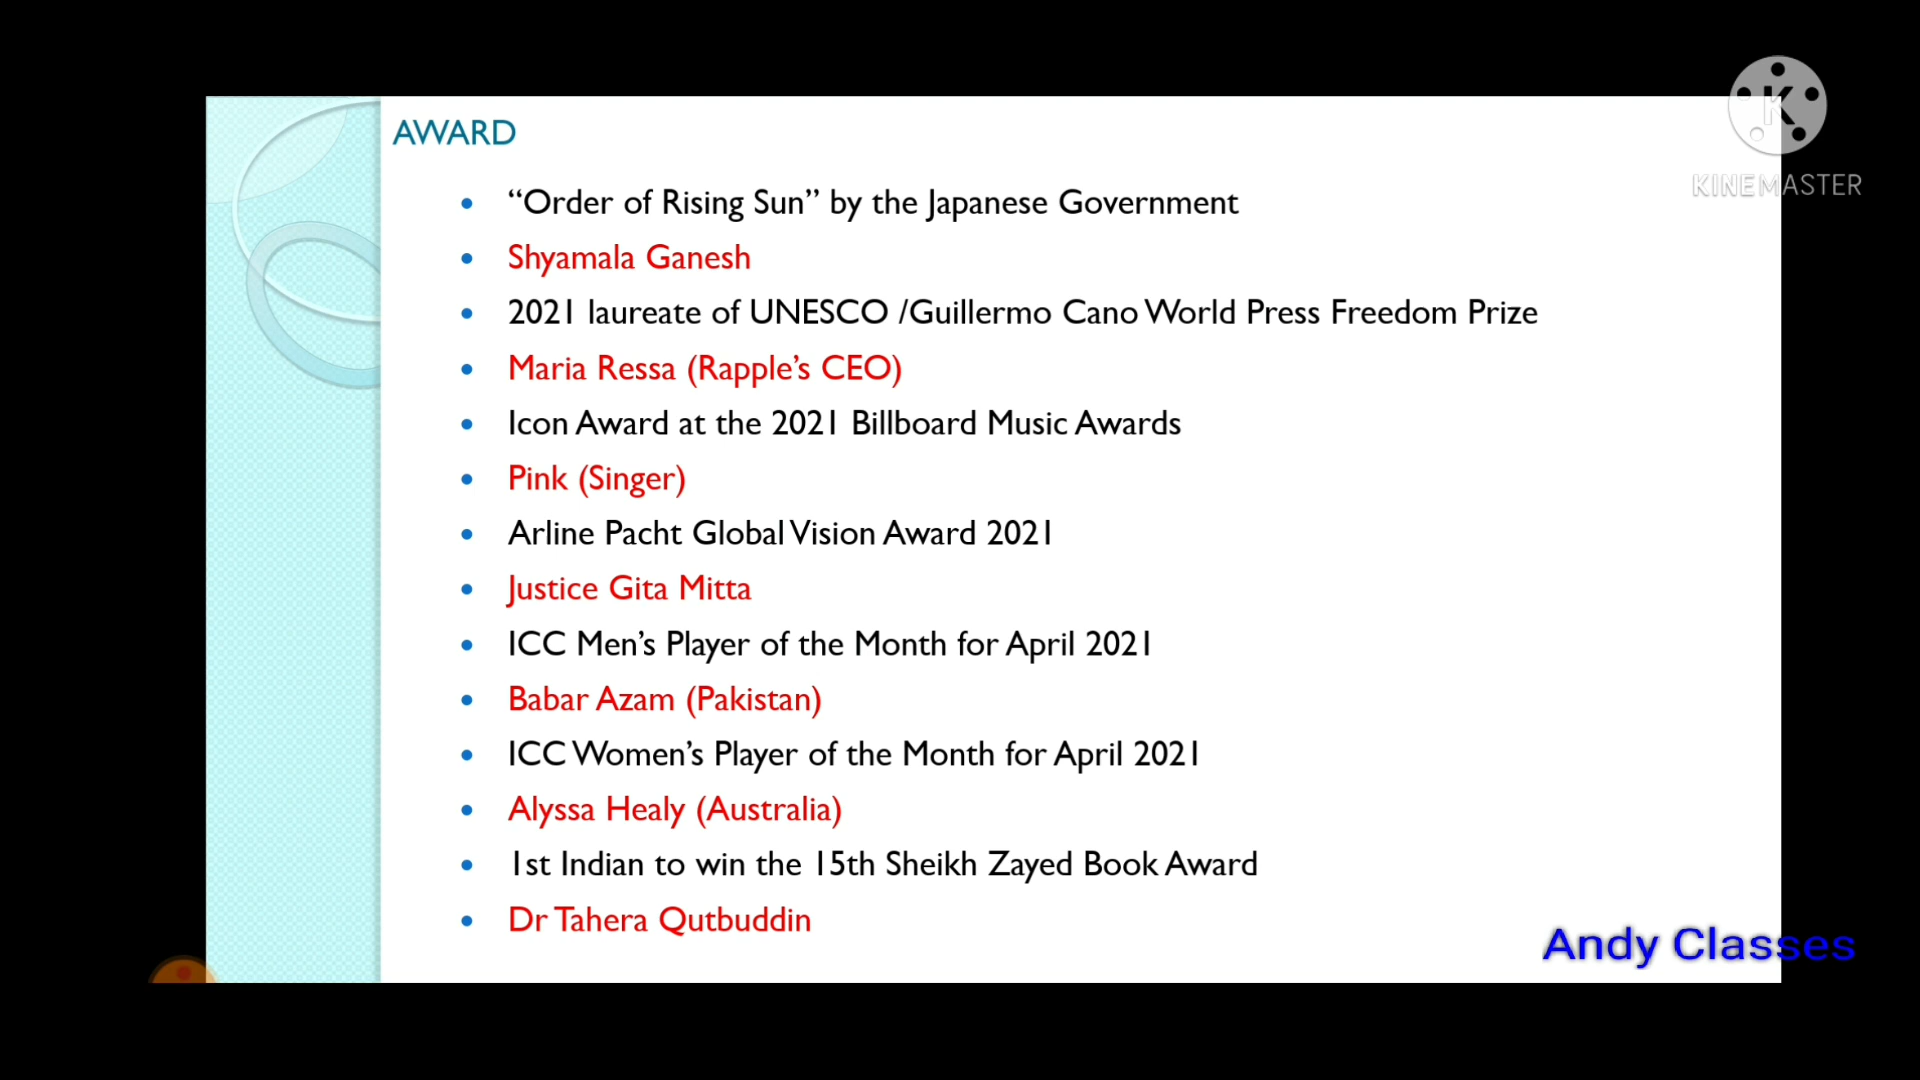 AWARD
“Order of Rising Sun” by the Japanese Government
Shyamala Ganesh
2021 laureate of UNESCO /Guillermo Cano World Press Freedom Prize
Maria Ressa (Rapple’s CEO)
Icon Award at the 2021 Billboard Music Awards
Pink (Singer)
Arline Pacht Global Vision Award 2021
Justice Gita Mitta
ICC Men’s Player of the Month for April 2021
Babar Azam (Pakistan)
ICC Women’s Player of the Month for April 2021
Alyssa Healy (Australia)
1st Indian to win the 15th Sheikh Zayed Book Award
Dr Tahera Qutbuddin
K
KINEMASTER
Andy Classes